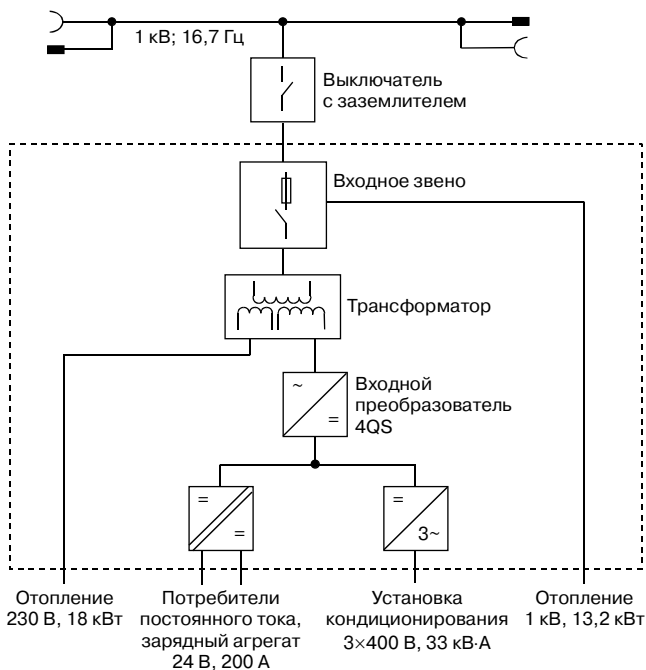 1 кВ; 16,7 Гц
Выключатель
с заземлителем
Входное звено
Трансформатор
~
=
Входной
преобразователь
4QS
=
=
=
3~
Отопление
230 В, 18 кВт
Потребители
постоянного тока,
зарядный агрегат
24 В, 200 А
Установка
кондиционирования
3×400 В, 33 кВ·А
Отопление
1 кВ, 13,2 кВт